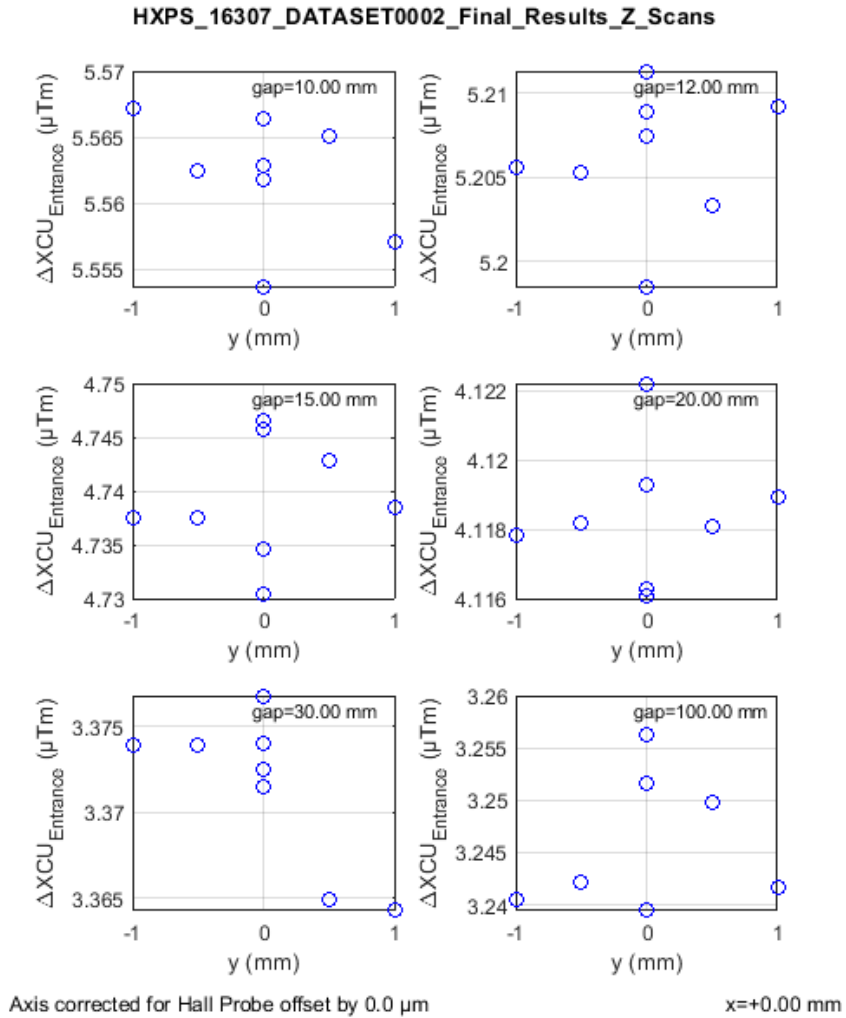 HXPS_16307_DATASET0002_Final_Results_Z_Scans
ΔXCU_Entrance (μTm)
5.57
5.565
5.56
5.555
gap=10.00 mm
-1 0 1
y (mm)
ΔXCU_Entrance (μTm)
5.21
5.205
5.2
gap=12.00 mm
-1 0 1
y (mm)
ΔXCU_Entrance (μTm)
4.75
4.745
4.74
4.735
4.73
gap=15.00 mm
-1 0 1
y (mm)
ΔXCU_Entrance (μTm)
4.122
4.12
4.118
4.116
gap=20.00 mm
-1 0 1
y (mm)
ΔXCU_Entrance (μTm)
3.375
3.37
3.365
gap=30.00 mm
-1 0 1
y (mm)
ΔXCU_Entrance (μTm)
3.26
3.255
3.25
3.245
3.24
gap=100.00 mm
-1 0 1
y (mm)
Axis corrected for Hall Probe offset by 0.0 μm
x=+0.00 mm